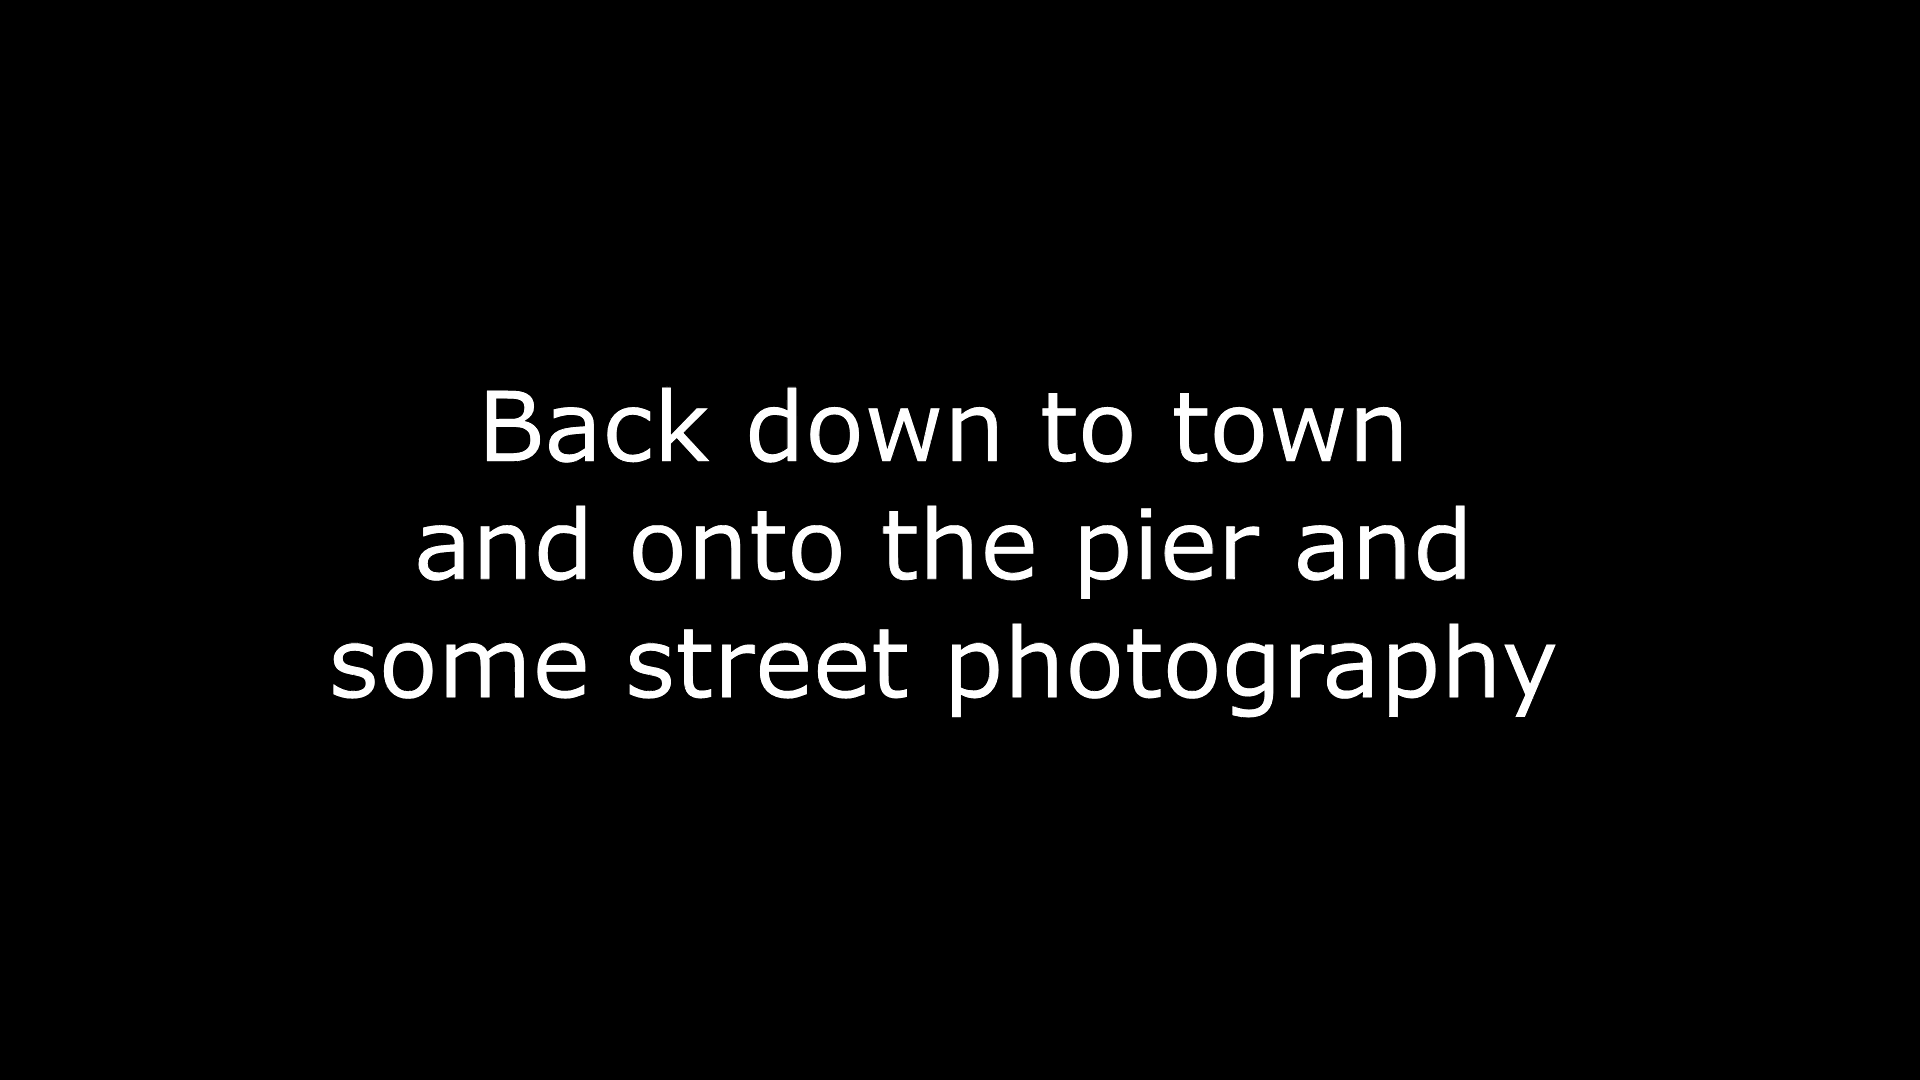 Back down to town
and onto the pier and
some street photography